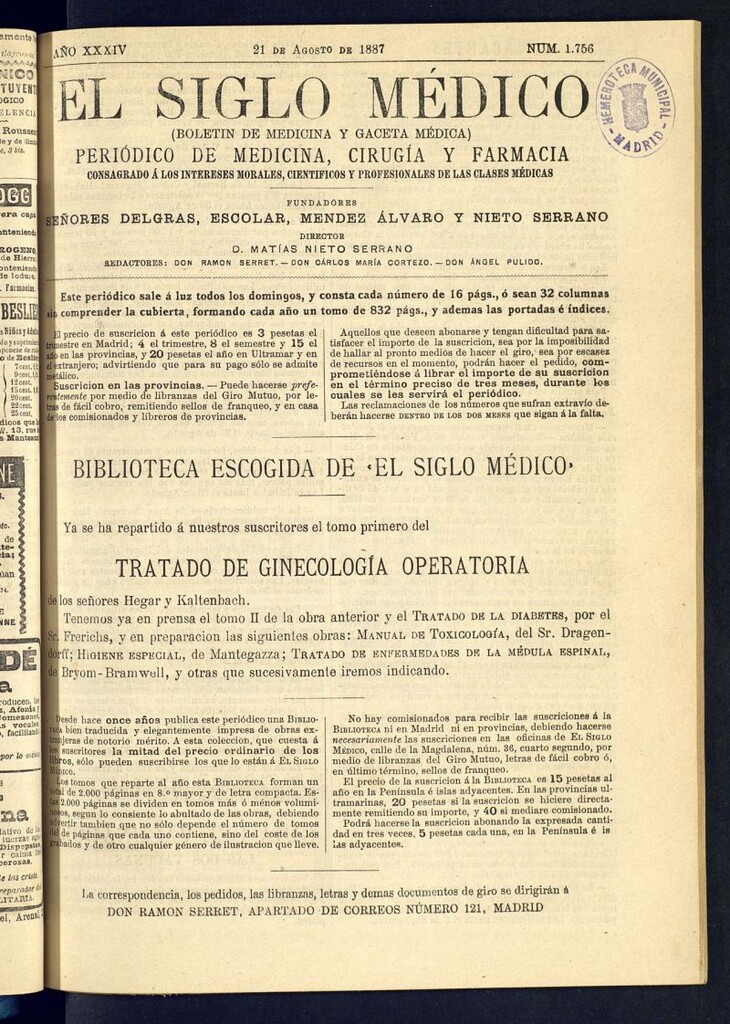 AÑO XXXIV 21 DE AGOSTO DE 1887 NUM. 1.756
EL SIGLO MÉDICO
(BOLETIN DE MEDICINA Y GACETA MÉDICA)
PERIÓDICO DE MEDICINA, CIRUGÍA Y FARMACIA
CONSAGRADO Á LOS INTERESES MORALES, CIENTIFICOS Y PROFESIONALES DE LAS CLASES MÉDICAS
HEMEROTECA MUNICIPAL
MADRID
FUNDADORES
SEÑORES DELGRAS, ESCOLAR, MENDEZ ÁLVARO Y NIETO SERRANO
DIRECTOR
D. MATÍAS NIETO SERRANO
REDACTORES: DON RAMON SERRET.—DON CÁRLOS MARÍA CORTEZO.—DON ÁNGEL PULIDO.
Este periódico sale á luz todos los domingos, y consta cada número de 16 págs., ó sean 32 columnas
sin comprender la cubierta, formando cada año un tomo de 832 págs., y ademas las portadas é índices.
El precio de suscricion á este periódico es 3 pesetas el
trimestre en Madrid; 4 el trimestre, 8 el semestre y 15 el
año en las provincias, y 20 pesetas el año en Ultramar y en
el extranjero; advirtiendo que para su pago sólo se admite
metálico.
Suscricion en las provincias.—Puede hacerse prefe-
rentemente por medio de libranzas del Giro Mutuo, por le-
tras de fácil cobro, remitiendo sellos de franqueo, y en casa
de los comisionados y libreros de provincias.
Aquellos que deseen abonarse y tengan dificultad para sa-
tisfacer el importe de la suscricion, sea por la imposibilidad
de hallar al pronto medios de hacer el giro, sea por escasez
de recursos en el momento, podrán hacer el pedido, com-
prometiéndose á librar el importe de su suscricion
en el término preciso de tres meses, durante los
cuales se les servirá el periódico.
Las reclamaciones de los números que sufran extravío de-
berán hacerse DENTRO DE LOS DOS MESES que sigan á la falta.
BIBLIOTECA ESCOGIDA DE «EL SIGLO MÉDICO»
Ya se ha repartido á nuestros suscritores el tomo primero del
TRATADO DE GINECOLOGÍA OPERATORIA
de los señores Hegar y Kaltenbach.
Tenemos ya en prensa el tomo II de la obra anterior y el TRATADO DE LA DIABETES, por el
Sr. Frerichs, y en preparacion las siguientes obras: MANUAL DE TOXICOLOGÍA, del Sr. Dragen-
dorff; HIGIENE ESPECIAL, de Mantegazza; TRATADO DE ENFERMEDADES DE LA MÉDULA ESPINAL,
de Bryom-Bramwell, y otras que sucesivamente iremos indicando.
Desde hace once años publica este periódico una BIBLIO-
TECA bien traducida y elegantemente impresa de obras ex-
tranjeras de notorio mérito. A esta coleccion, que cuesta á
los suscritores la mitad del precio ordinario de los
libros, sólo pueden suscribirse los que lo están á EL SIGLO
MÉDICO.
Los tomos que reparte al año esta BIBLIOTECA forman un
total de 2.000 páginas en 8.º mayor y de letra compacta. Es-
tas 2.000 páginas se dividen en tomos más ó ménos volumi-
nosos, segun lo consiente lo abultado de las obras, debiendo
advertir tambien que no sólo depende el número de tomos
del de páginas que cada uno contiene, sino del coste de los
grabados y de otro cualquier género de ilustracion que lleve.
No hay comisionados para recibir las suscriciones á la
BIBLIOTECA ni en Madrid ni en provincias, debiendo hacerse
necesariamente las suscriciones en las oficinas de EL SIGLO
MÉDICO, calle de la Magdalena, núm. 36, cuarto segundo, por
medio de libranzas del Giro Mutuo, letras de fácil cobro ó,
en último término, sellos de franqueo.
El precio de la suscricion á la BIBLIOTECA es 15 pesetas al
año en la Península é islas adyacentes. En las provincias ul-
tramarinas, 20 pesetas si la suscricion se hiciere directa-
mente remitiendo su importe, y 40 si mediare comisionado.
Podrá hacerse la suscricion abonando la expresada canti-
dad en tres veces, 5 pesetas cada una, en la Península é is
las adyacentes.
La correspondencia, los pedidos, las libranzas, letras y demas documentos de giro se dirigirán á
DON RAMON SERRET, APARTADO DE CORREOS NÚMERO 121, MADRID